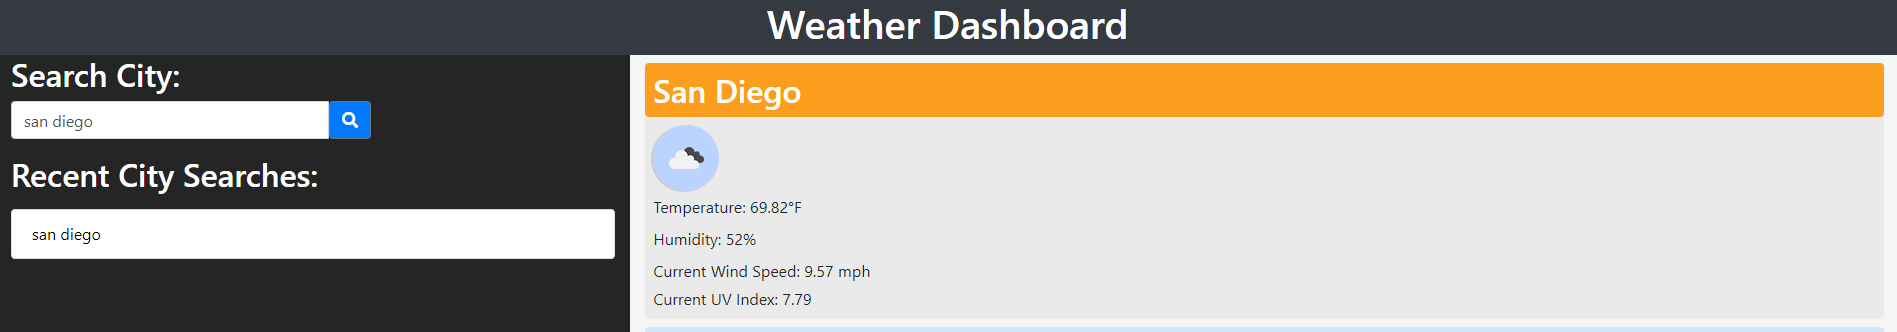 Weather Dashboard
Search City:
san diego
Recent City Searches:
san diego
San Diego
Temperature: 69.82°F
Humidity: 52%
Current Wind Speed: 9.57 mph
Current UV Index: 7.79